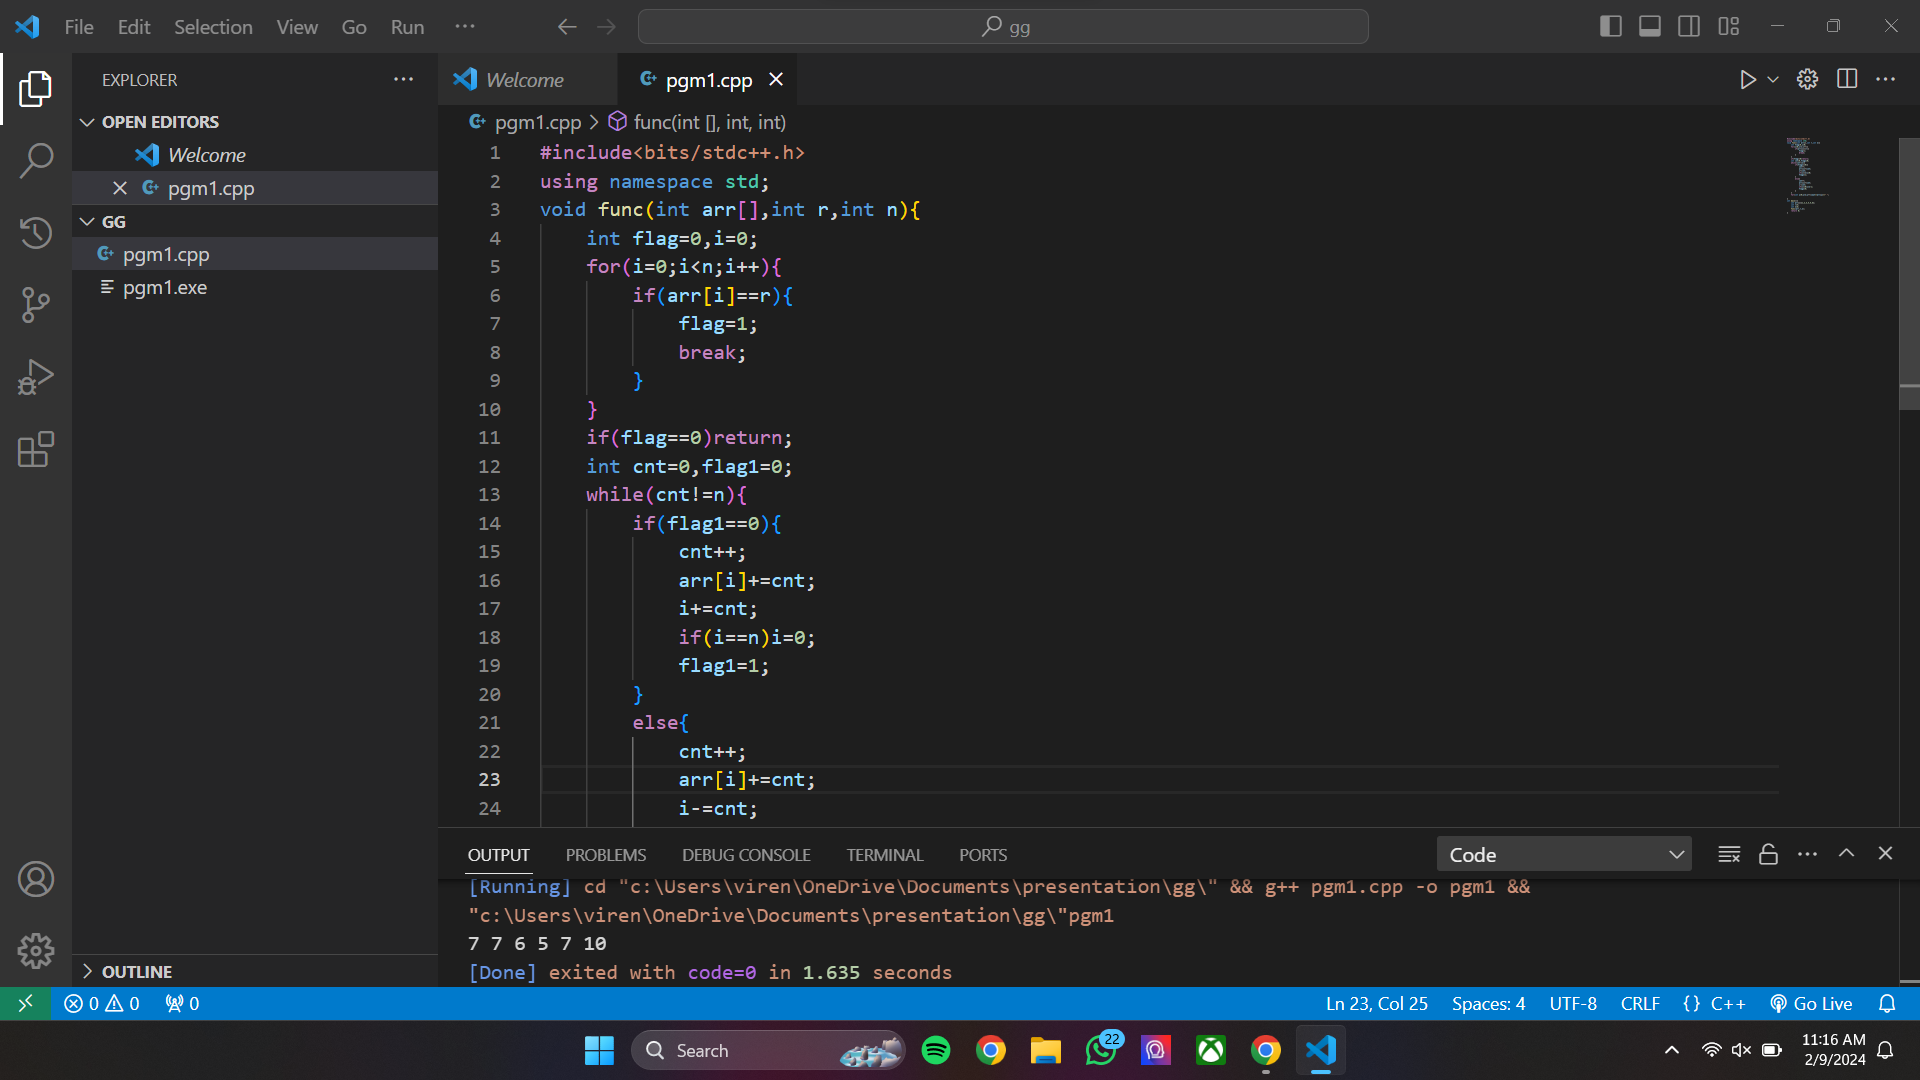 File Edit Selection View Go Run ...
gg
EXPLORER ...
OPEN EDITORS
Welcome
pgm1.cpp
GG
pgm1.cpp
pgm1.exe
OUTLINE
Welcome
pgm1.cpp
pgm1.cpp > func(int [], int, int)
1 #include<bits/stdc++.h>
2 using namespace std;
3 void func(int arr[],int r,int n){
4 int flag=0,i=0;
5 for(i=0;i<n;i++){
6 if(arr[i]==r){
7 flag=1;
8 break;
9 }
10 }
11 if(flag==0)return;
12 int cnt=0,flag1=0;
13 while(cnt!=n){
14 if(flag1==0){
15 cnt++;
16 arr[i]+=cnt;
17 i+=cnt;
18 if(i==n)i=0;
19 flag1=1;
20 }
21 else{
22 cnt++;
23 arr[i]+=cnt;
24 i-=cnt;
OUTPUT PROBLEMS DEBUG CONSOLE TERMINAL PORTS
Code
[Running] cd "c:\Users\viren\OneDrive\Documents\presentation\gg\" && g++ pgm1.cpp -o pgm1 &&
"c:\Users\viren\OneDrive\Documents\presentation\gg\"pgm1
7 7 6 5 7 10
[Done] exited with code=0 in 1.635 seconds
0 0 0
Ln 23, Col 25 Spaces: 4 UTF-8 CRLF {} C++ Go Live
Search
22
11:16 AM
2/9/2024